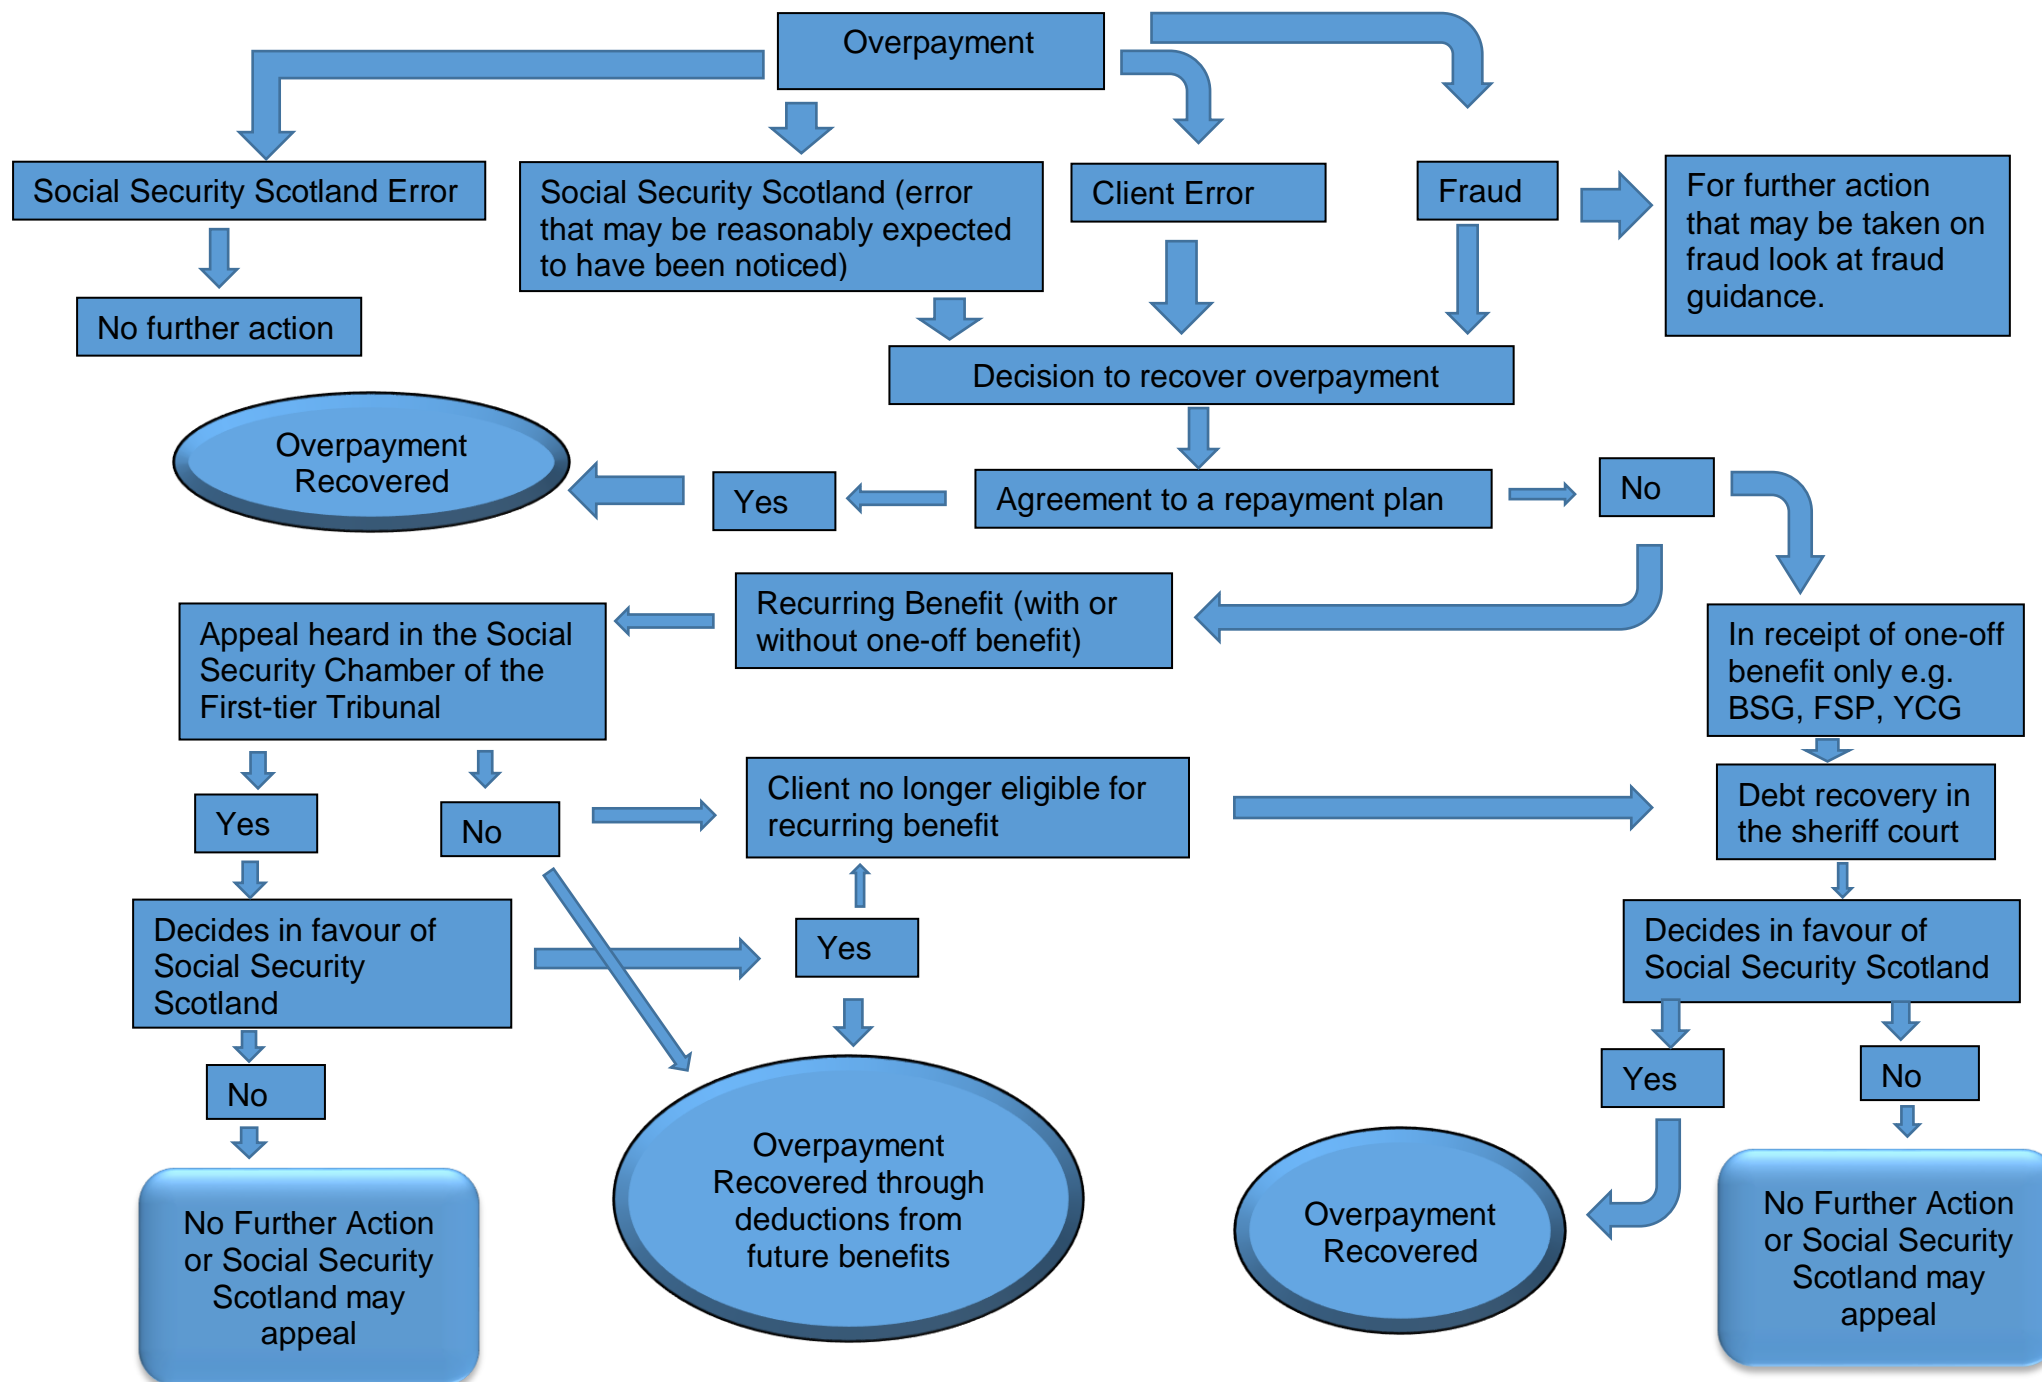 Overpayment
Social Security Scotland Error
Social Security Scotland (error
that may be reasonably expected
to have been noticed)
Client Error
Fraud
For further action
that may be taken on
fraud look at fraud
guidance.
No further action
Decision to recover overpayment
Overpayment
Recovered
Yes
Agreement to a repayment plan
No
Recurring Benefit (with or
without one-off benefit)
Appeal heard in the Social
Security Chamber of the
First-tier Tribunal
In receipt of one-off
benefit only e.g.
BSG, FSP, YCG
Yes
No
Client no longer eligible for
recurring benefit
Debt recovery in
the sheriff court
Decides in favour of
Social Security
Scotland
Yes
Decides in favour of
Social Security Scotland
No
Yes
No
No Further Action
or Social Security
Scotland may
appeal
Overpayment
Recovered through
deductions from
future benefits
Overpayment
Recovered
No Further Action
or Social Security
Scotland may
appeal